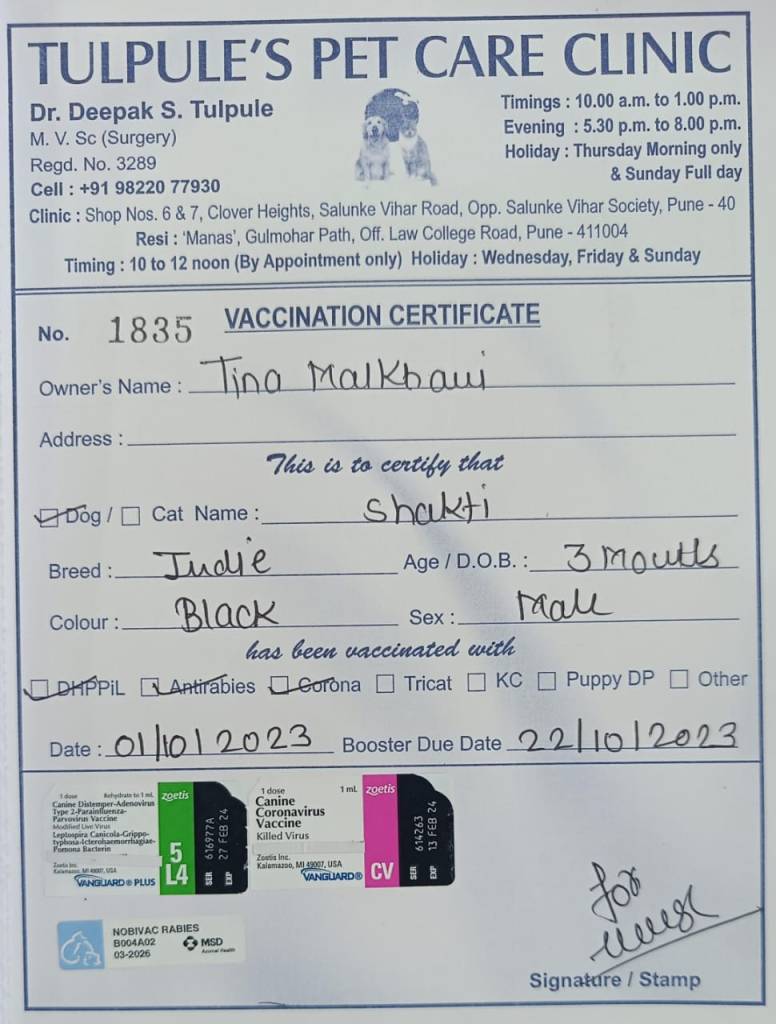 TULPULE'S PET CARE CLINIC
Dr. Deepak S. Tulpule
M. V. Sc (Surgery)
Regd. No. 3289
Cell : +91 98220 77930
Timings : 10.00 a.m. to 1.00 p.m.
Evening : 5.30 p.m. to 8.00 p.m.
Holiday : Thursday Morning only
& Sunday Full day
Clinic : Shop Nos. 6 & 7, Clover Heights, Salunke Vihar Road, Opp. Salunke Vihar Society, Pune - 40
Resi : 'Manas', Gulmohar Path, Off. Law College Road, Pune - 411004
Timing : 10 to 12 noon (By Appointment only) Holiday : Wednesday, Friday & Sunday
No. 1835 VACCINATION CERTIFICATE
Owner's Name : Tina Malkhani
Address :
This is to certify that
Dog / Cat Name : Shakti
Breed : Indie Age / D.O.B. : 3 Months
Colour : Black Sex : Male
has been vaccinated with
DHPPiL Antirabies Corona Tricat KC Puppy DP Other
Date : 01/10/2023 Booster Due Date 22/10/2023
1 dose Rehydrate to 1 mL
Canine Distemper-Adenovirus
Type 2-Parainfluenza-
Parvovirus Vaccine
Modified Live Virus
Leptospira Canicola-Grippo-
typhosa-Icterohaemorrhagiae-
Pomona Bacterin
Zoetis Inc.
Kalamazoo, MI 49007, USA
VANGUARD® PLUS
zoetis
5
L4
SER 616977A
EXP 27 FEB 24
1 dose 1 mL
Canine
Coronavirus
Vaccine
Killed Virus
Zoetis Inc.
Kalamazoo, MI 49007, USA
VANGUARD®
zoetis
CV
SER 614263
EXP 13 FEB 24
NOBIVAC RABIES
B004A02
03-2026
MSD
Animal Health
for
Signature / Stamp